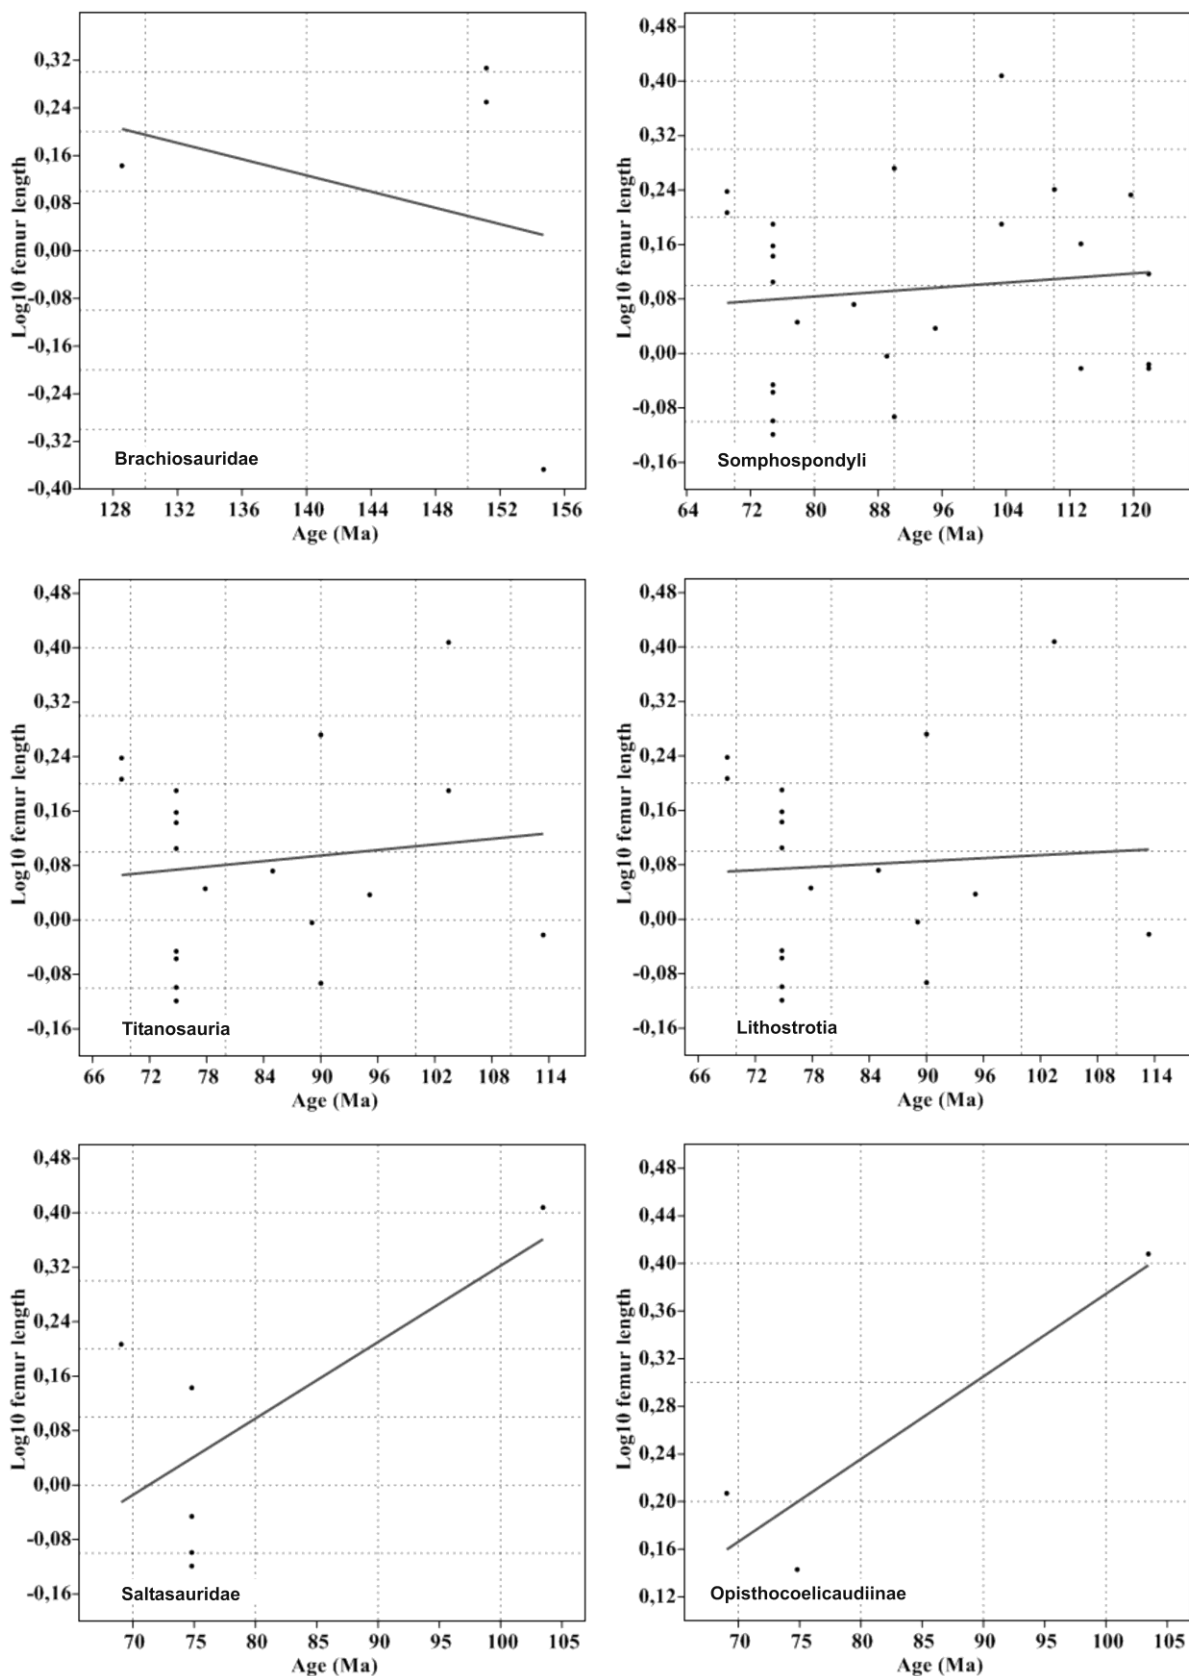 0,32
0,24
0,16
0,08
0,00
-0,08
-0,16
-0,24
-0,32
-0,40
Log10 femur length
Brachiosauridae
128 132 136 140 144 148 152 156
Age (Ma)
0,48
0,40
0,32
0,24
0,16
0,08
0,00
-0,08
-0,16
Log10 femur length
Somphospondyli
64 72 80 88 96 104 112 120
Age (Ma)
0,48
0,40
0,32
0,24
0,16
0,08
0,00
-0,08
-0,16
Log10 femur length
Titanosauria
66 72 78 84 90 96 102 108 114
Age (Ma)
0,48
0,40
0,32
0,24
0,16
0,08
0,00
-0,08
-0,16
Log10 femur length
Lithostrotia
66 72 78 84 90 96 102 108 114
Age (Ma)
0,48
0,40
0,32
0,24
0,16
0,08
0,00
-0,08
-0,16
Log10 femur length
Saltasauridae
70 75 80 85 90 95 100 105
Age (Ma)
0,48
0,44
0,40
0,36
0,32
0,28
0,24
0,20
0,16
0,12
Log10 femur length
Opisthocoelicaudiinae
70 75 80 85 90 95 100 105
Age (Ma)